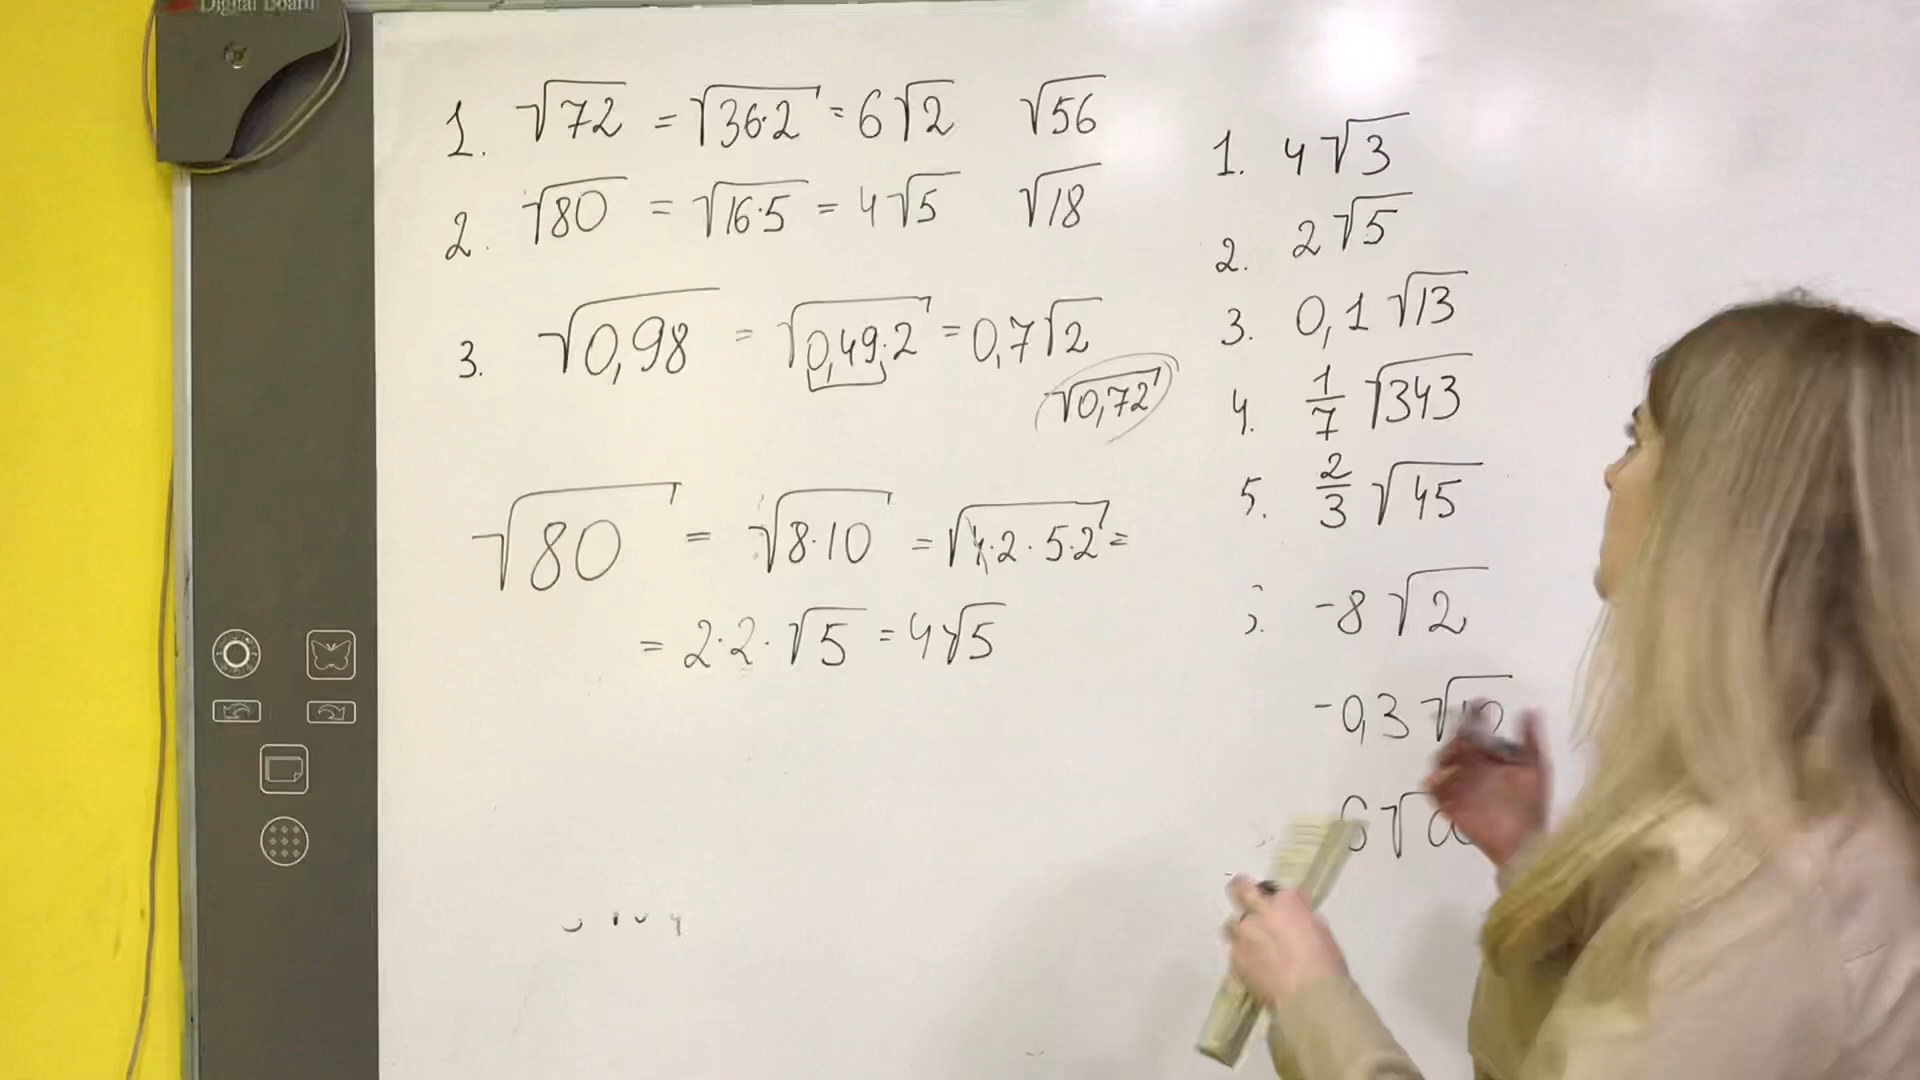 Digital Board
1. √72 = √36·2 = 6√2 √56
2. √80 = √16·5 = 4√5 √18
3. √0,98 = √0,49·2 = 0,7√2
√0,72
√80 = √8·10 = √4·2·5·2 =
= 2·2·√5 = 4√5
1. 4√3
2. 2√5
3. 0,1√13
4. 1/7 √343
5. 2/3 √45
-8√2
-0,3√
6√a